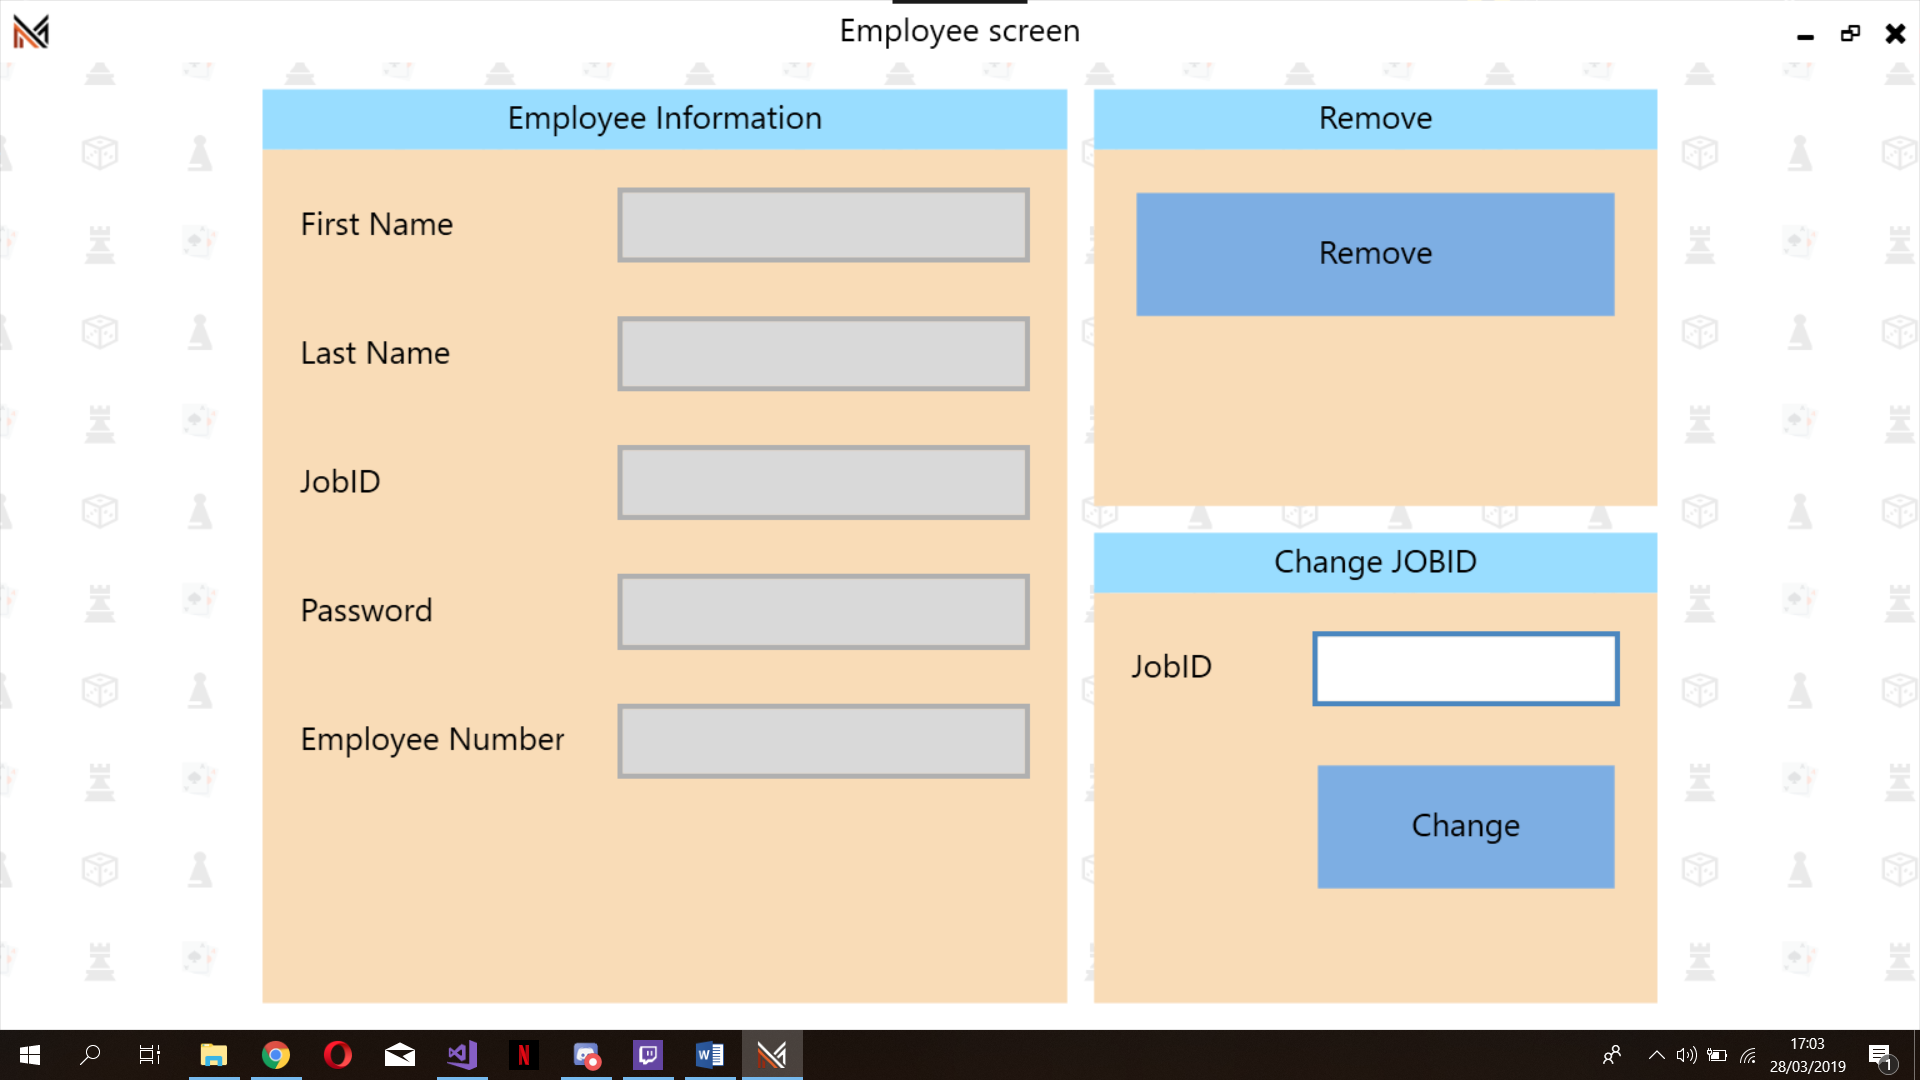 Employee screen
Employee Information
First Name
Last Name
JobID
Password
Employee Number
Remove
Remove
Change JOBID
JobID
Change
17:03
28/03/2019
1